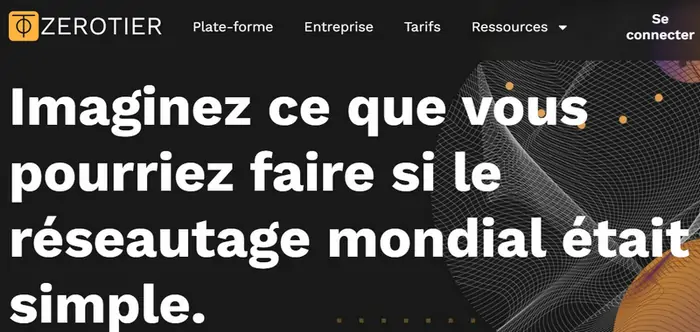 ZEROTIER Plate-forme Entreprise Tarifs Ressources Se connecter
Imaginez ce que vous
pourriez faire si le
réseautage mondial était
simple.